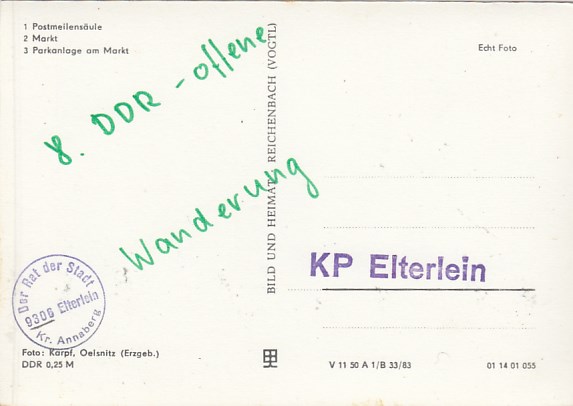 1 Postmeilensäule
2 Markt
3 Parkanlage am Markt
Echt Foto
8. DDR - offene
Wanderung
BILD UND HEIMAT REICHENBACH (VOGTL)
KP Elterlein
Der Rat der Stadt
9306 Elterlein
Kr. Annaberg
Foto: Karpf, Oelsnitz (Erzgeb.)
DDR 0,25 M
V 11 50 A 1/B 33/83
01 14 01 055